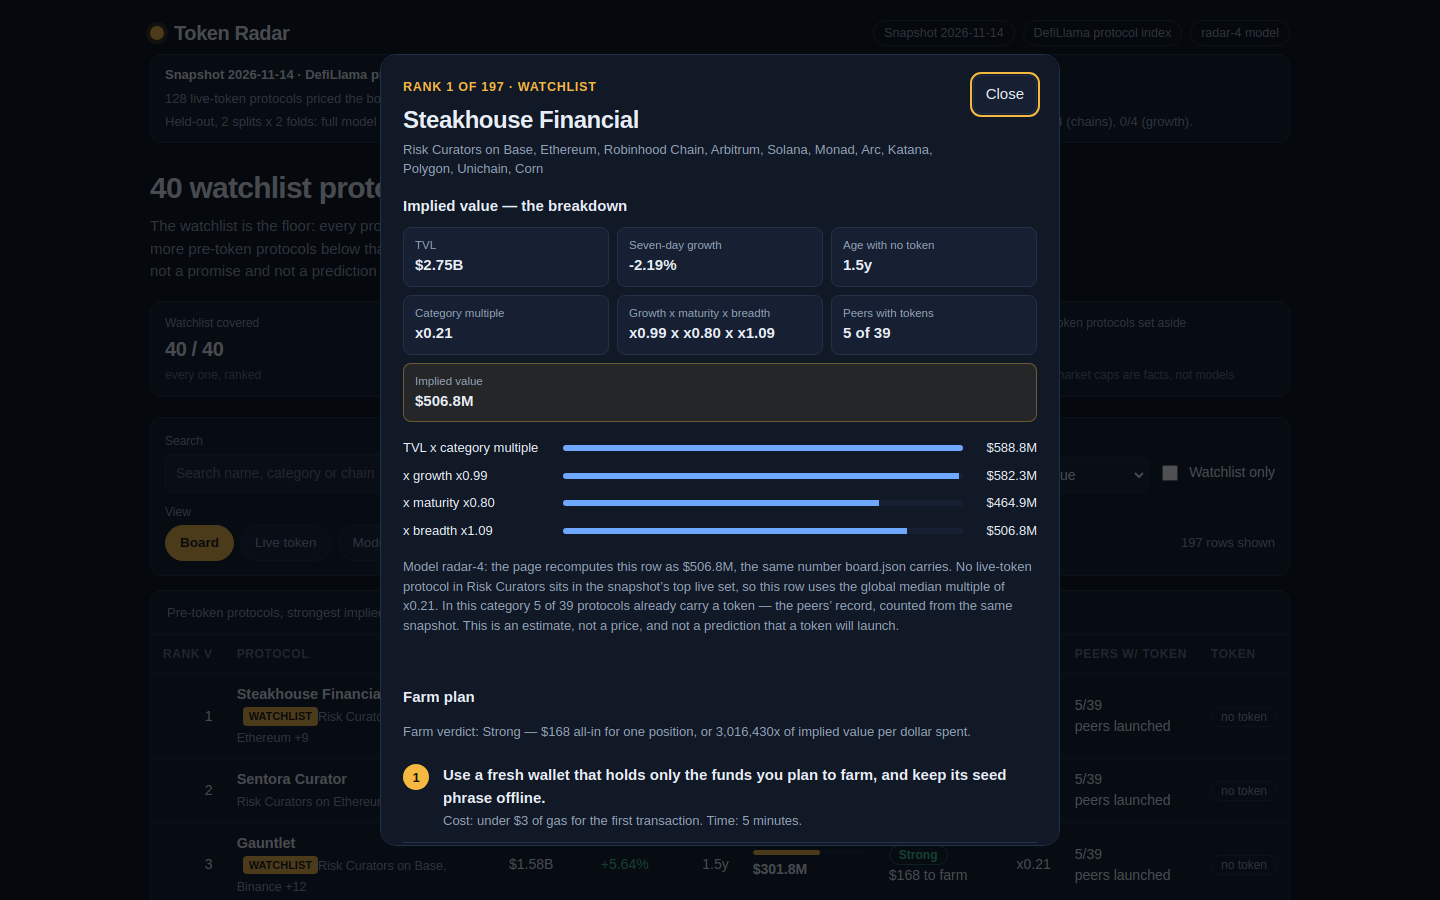 Token Radar
Snapshot 2026-11-14
DefiLlama protocol index
radar-4 model
Snapshot 2026-11-14 · DefiLlama
128 live-token protocols priced the
Held-out, 2 splits x 2 folds: full model
(chains), 0/4 (growth).
40 watchlist
The watchlist is the floor: every
more pre-token protocols below
not a promise and not a prediction
Watchlist covered
40 / 40
every one, ranked
protocols set aside
market caps are facts, not models
Search
Search name, category or chain
Watchlist only
View
Board
Live token
197 rows shown
Pre-token protocols, strongest
RANK V
PROTOCOL
PEERS W/ TOKEN
TOKEN
1
Steakhouse
WATCHLIST
Risk
Ethereum +9
5/39
peers launched
no token
2
Sentora Curator
Risk Curators on
5/39
peers launched
no token
3
Gauntlet
WATCHLIST
Risk Curators on Base,
Binance +12
$1.58B
+5.64%
1.5y
$301.8M
Strong
$168 to farm
x0.21
5/39
peers launched
no token
RANK 1 OF 197 · WATCHLIST
Close
Steakhouse Financial
Risk Curators on Base, Ethereum, Robinhood Chain, Arbitrum, Solana, Monad, Arc, Katana,
Polygon, Unichain, Corn
Implied value — the breakdown
TVL
$2.75B
Seven-day growth
-2.19%
Age with no token
1.5y
Category multiple
x0.21
Growth x maturity x breadth
x0.99 x x0.80 x x1.09
Peers with tokens
5 of 39
Implied value
$506.8M
TVL x category multiple $588.8M
x growth x0.99 $582.3M
x maturity x0.80 $464.9M
x breadth x1.09 $506.8M
Model radar-4: the page recomputes this row as $506.8M, the same number board.json carries. No live-token
protocol in Risk Curators sits in the snapshot's top live set, so this row uses the global median multiple of
x0.21. In this category 5 of 39 protocols already carry a token — the peers' record, counted from the same
snapshot. This is an estimate, not a price, and not a prediction that a token will launch.
Farm plan
Farm verdict: Strong — $168 all-in for one position, or 3,016,430x of implied value per dollar spent.
1
Use a fresh wallet that holds only the funds you plan to farm, and keep its seed
phrase offline.
Cost: under $3 of gas for the first transaction. Time: 5 minutes.